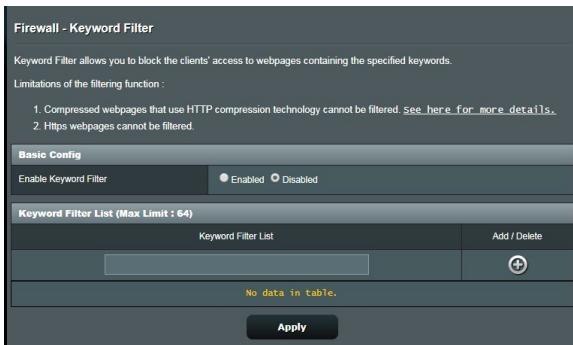 Firewall - Keyword Filter
Keyword Filter allows you to block the clients' access to webpages containing the specified keywords.
Limitations of the filtering function :
1. Compressed webpages that use HTTP compression technology cannot be filtered. See here for more details.
2. Https webpages cannot be filtered.
Basic Config
Enable Keyword Filter Enabled Disabled
Keyword Filter List (Max Limit : 64)
Keyword Filter List Add / Delete
No data in table.
Apply